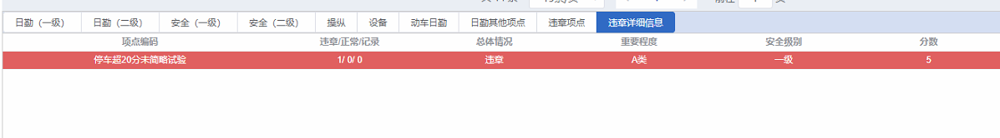 前往 1 页
日勤（一级） 日勤（二级） 安全（一级） 安全（二级） 操纵 设备 动车日勤 日勤其他项点 违章项点 违章详细信息
项点编码 违章/正常/记录 总体情况 重要程度 安全级别 分数
停车超20分未简略试验 1/ 0/ 0 违章 A类 一级 5